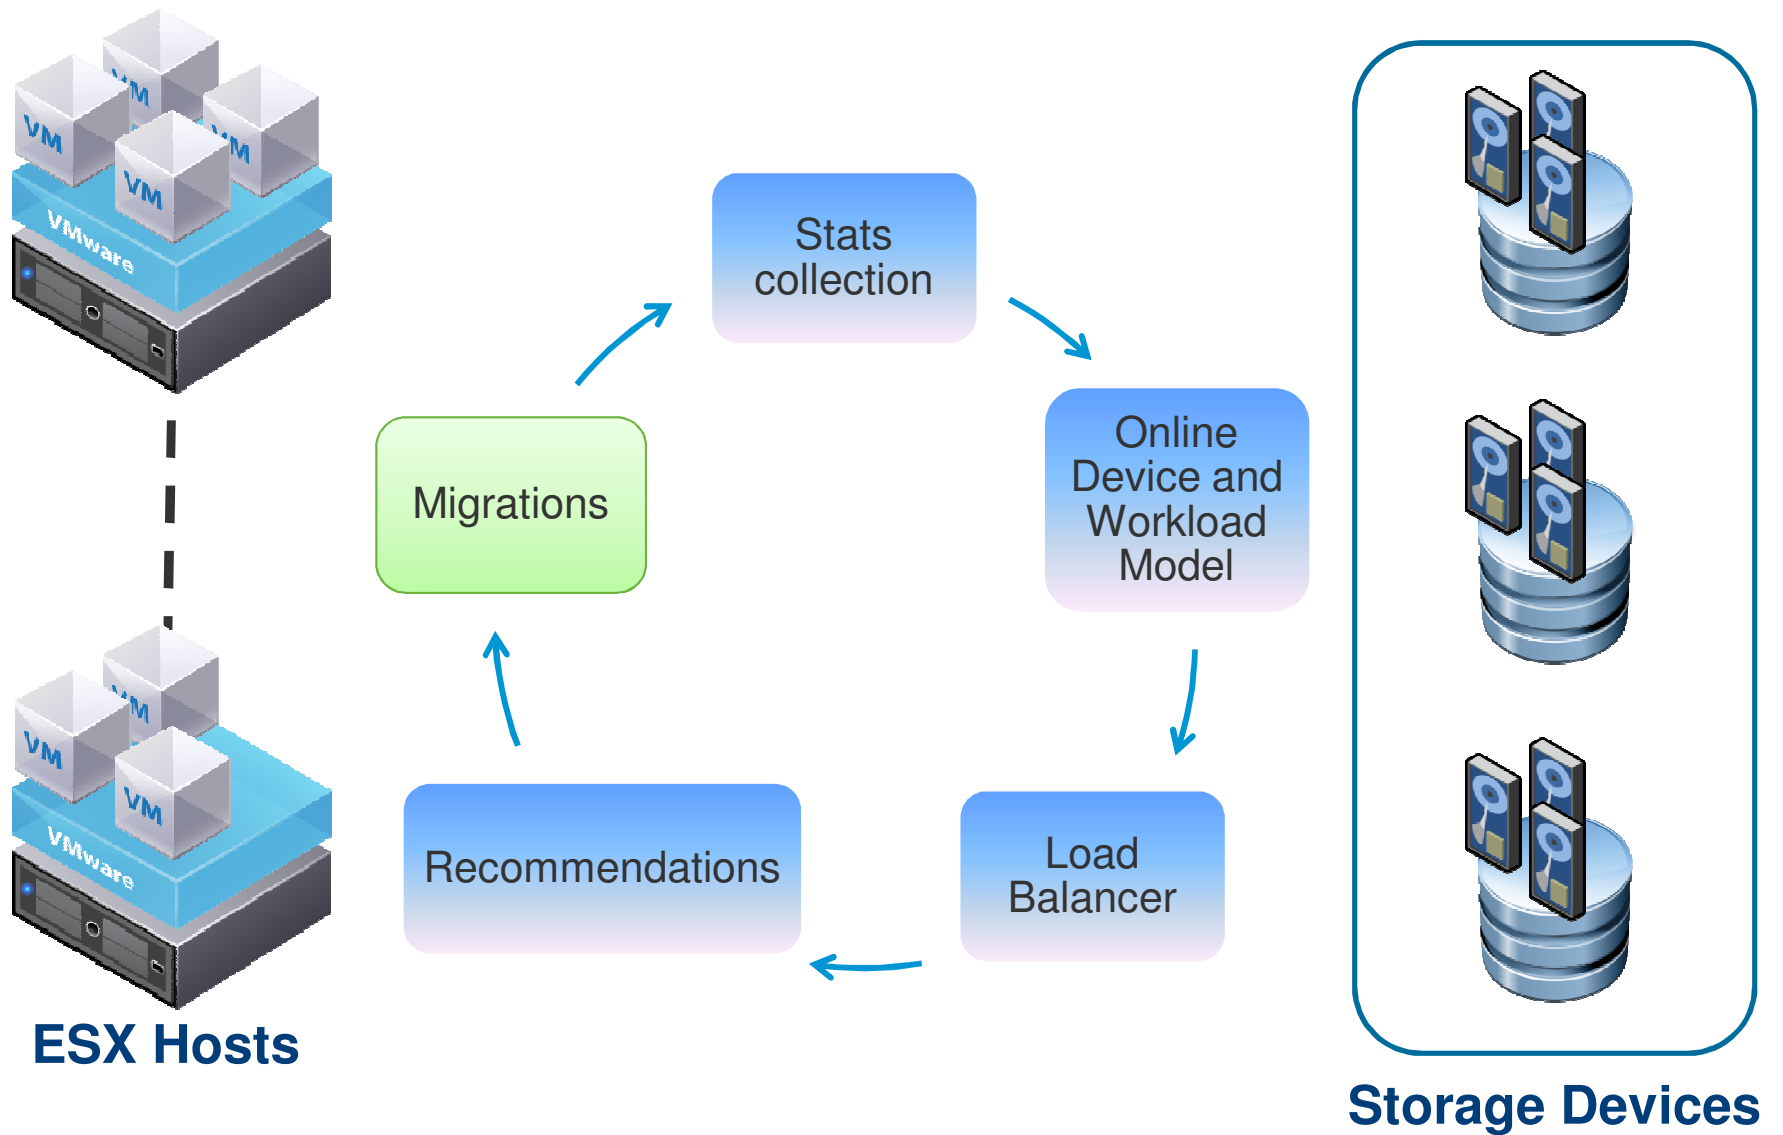 VM
VM
VM
VM
VMware
Stats
collection
Online
Device and
Workload
Model
Migrations
VM
VM
VM
VMware
Recommendations
Load
Balancer
ESX Hosts
Storage Devices